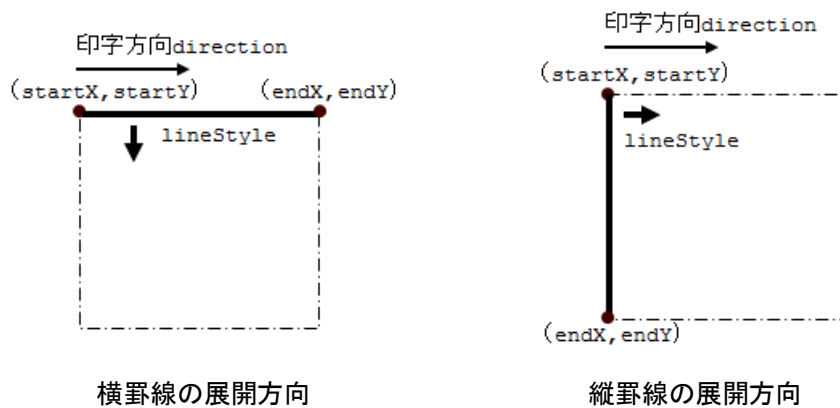 印字方向direction
(startX,startY)
(endX,endY)
lineStyle
横罫線の展開方向
印字方向direction
(startX,startY)
lineStyle
(endX,endY)
縦罫線の展開方向